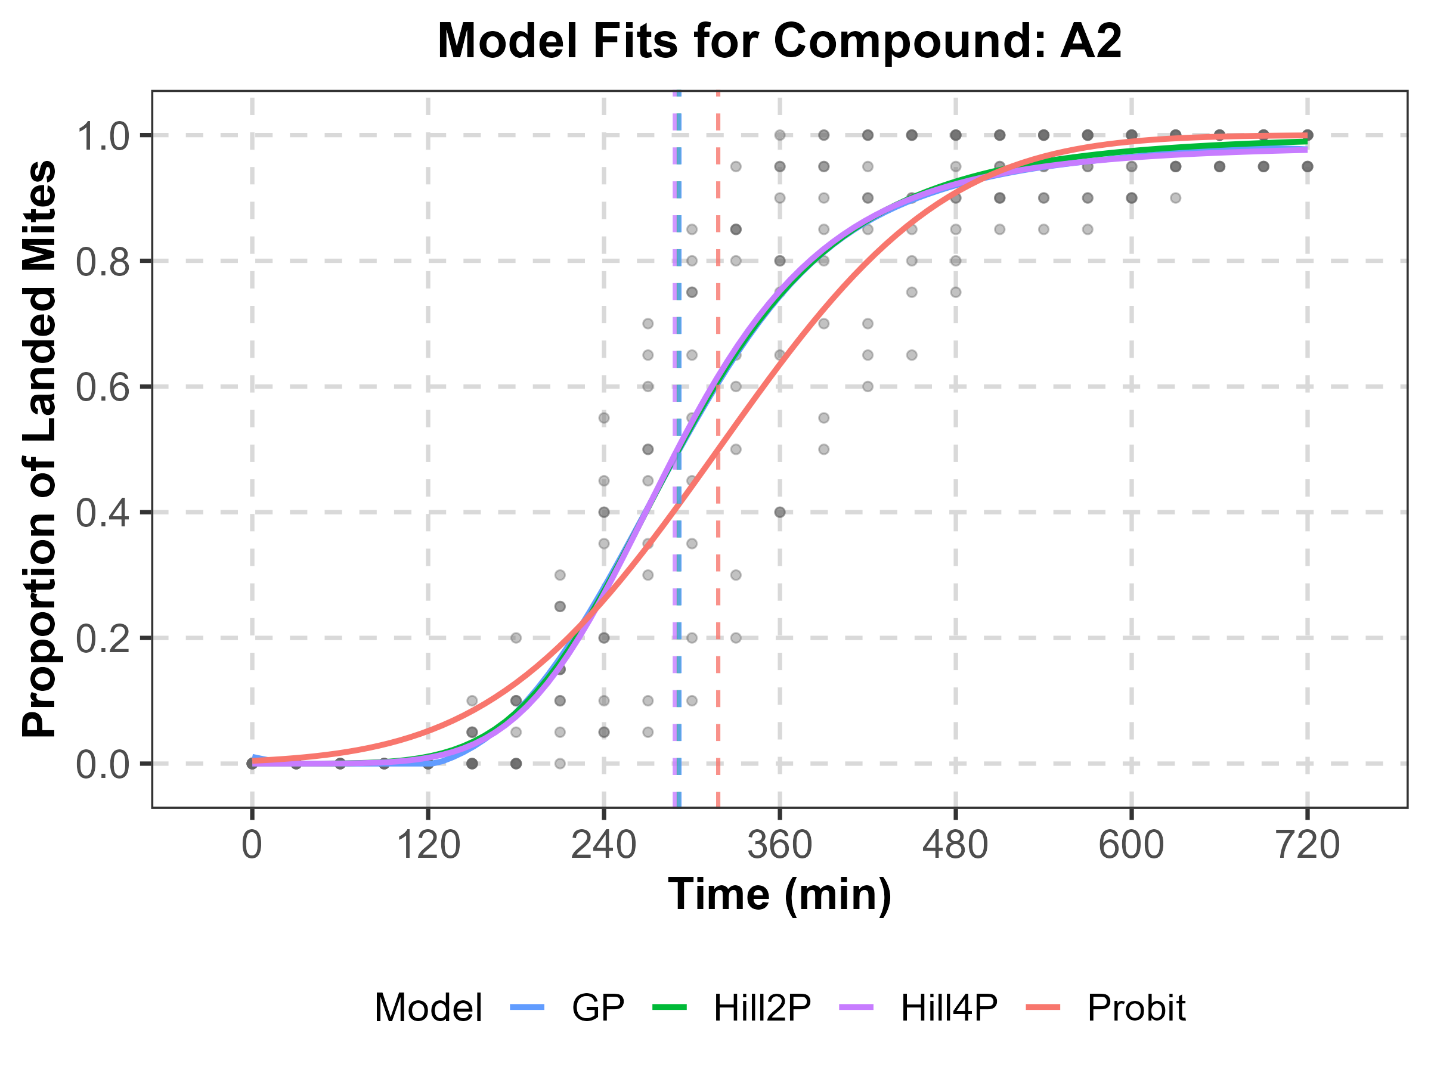 Model Fits for Compound: A2
Proportion of Landed Mites
1.0
0.8
0.6
0.4
0.2
0.0
0 120 240 360 480 600 720
Time (min)
Model GP Hill2P Hill4P Probit